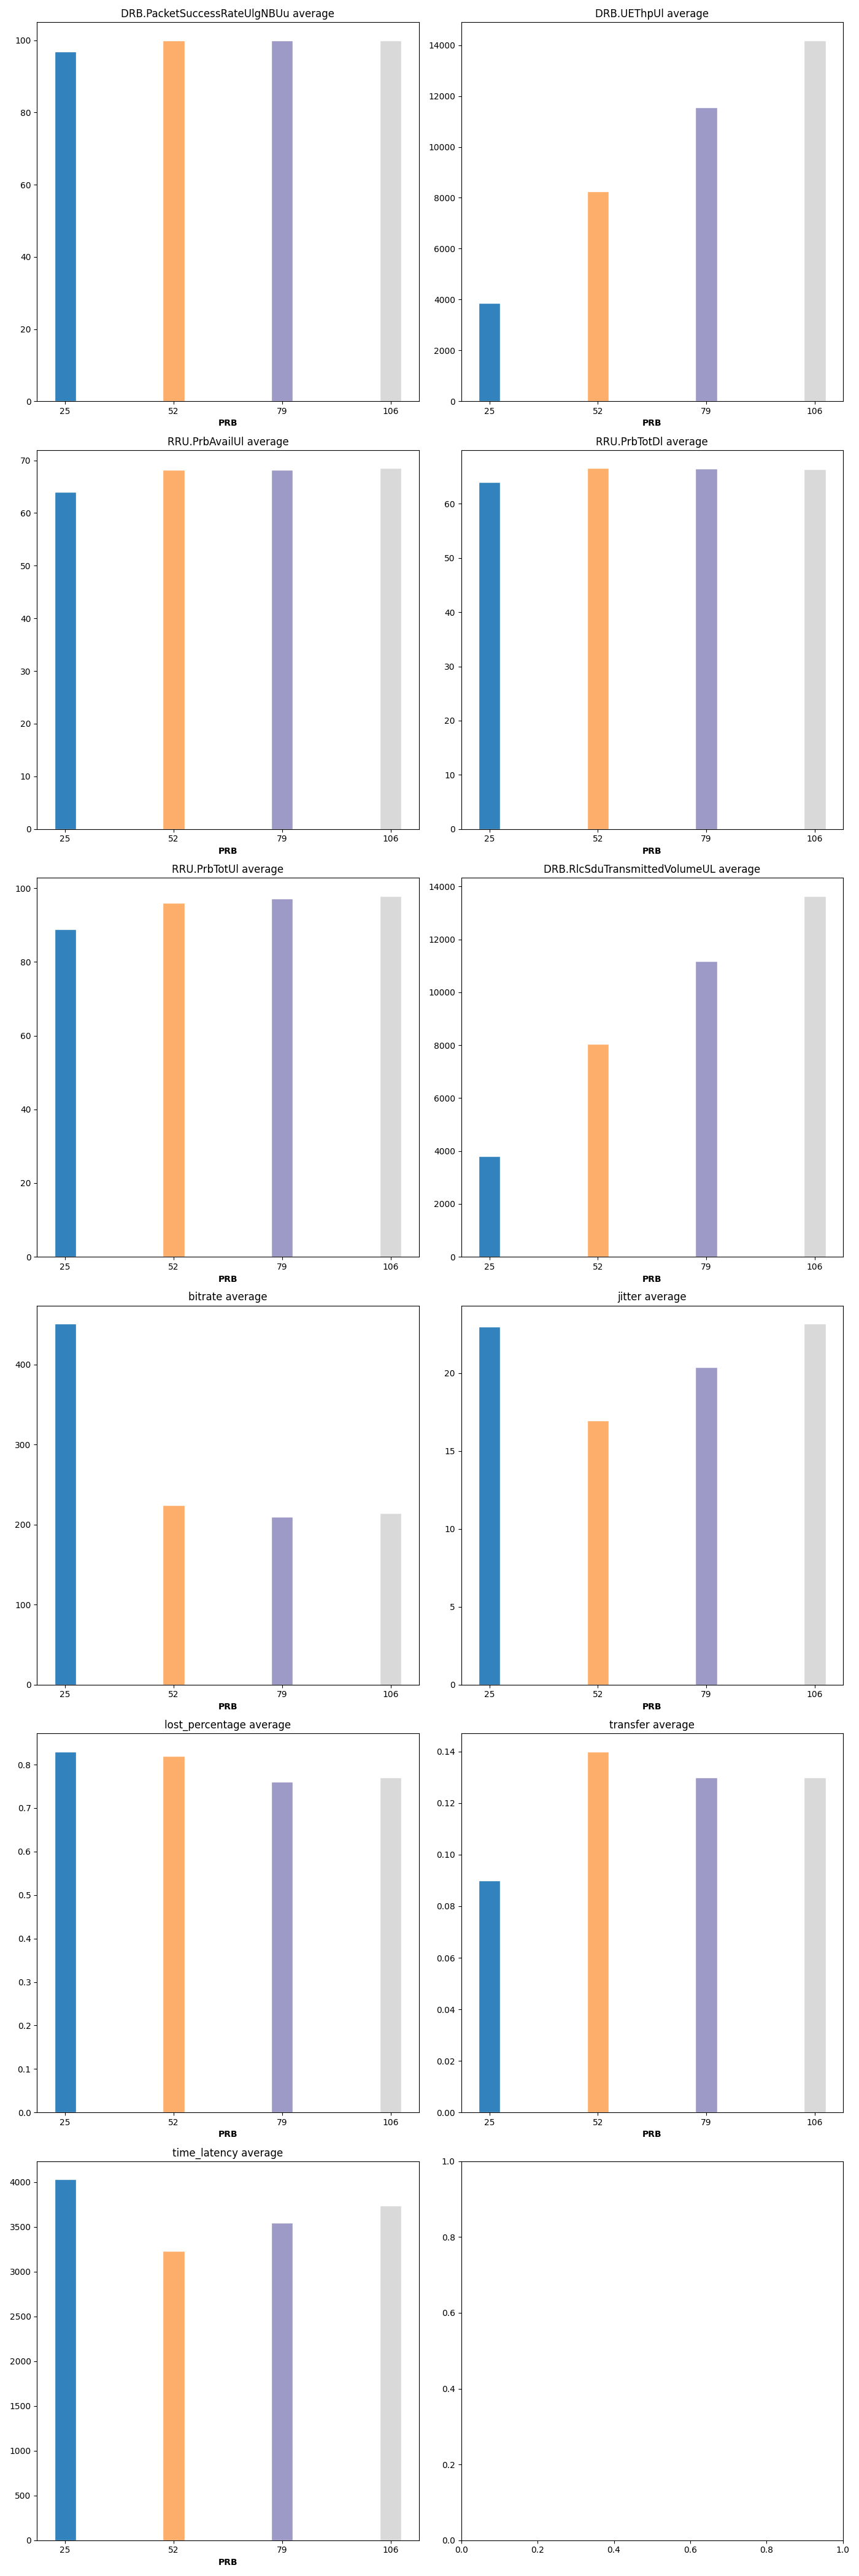 DRB.PacketSuccessRateUlgNBUu average
100
80
60
40
20
0
25 52 79 106
PRB
DRB.UEThpUl average
14000
12000
10000
8000
6000
4000
2000
0
25 52 79 106
PRB
RRU.PrbAvailUl average
70
60
50
40
30
20
10
0
25 52 79 106
PRB
RRU.PrbTotDl average
60
50
40
30
20
10
0
25 52 79 106
PRB
RRU.PrbTotUl average
100
80
60
40
20
0
25 52 79 106
PRB
DRB.RlcSduTransmittedVolumeUL average
14000
12000
10000
8000
6000
4000
2000
0
25 52 79 106
PRB
bitrate average
400
300
200
100
0
25 52 79 106
PRB
jitter average
20
15
10
5
0
25 52 79 106
PRB
lost_percentage average
0.8
0.7
0.6
0.5
0.4
0.3
0.2
0.1
0.0
25 52 79 106
PRB
transfer average
0.14
0.12
0.10
0.08
0.06
0.04
0.02
0.00
25 52 79 106
PRB
time_latency average
4000
3500
3000
2500
2000
1500
1000
500
0
25 52 79 106
PRB
1.0
0.8
0.6
0.4
0.2
0.0
0.0 0.2 0.4 0.6 0.8 1.0